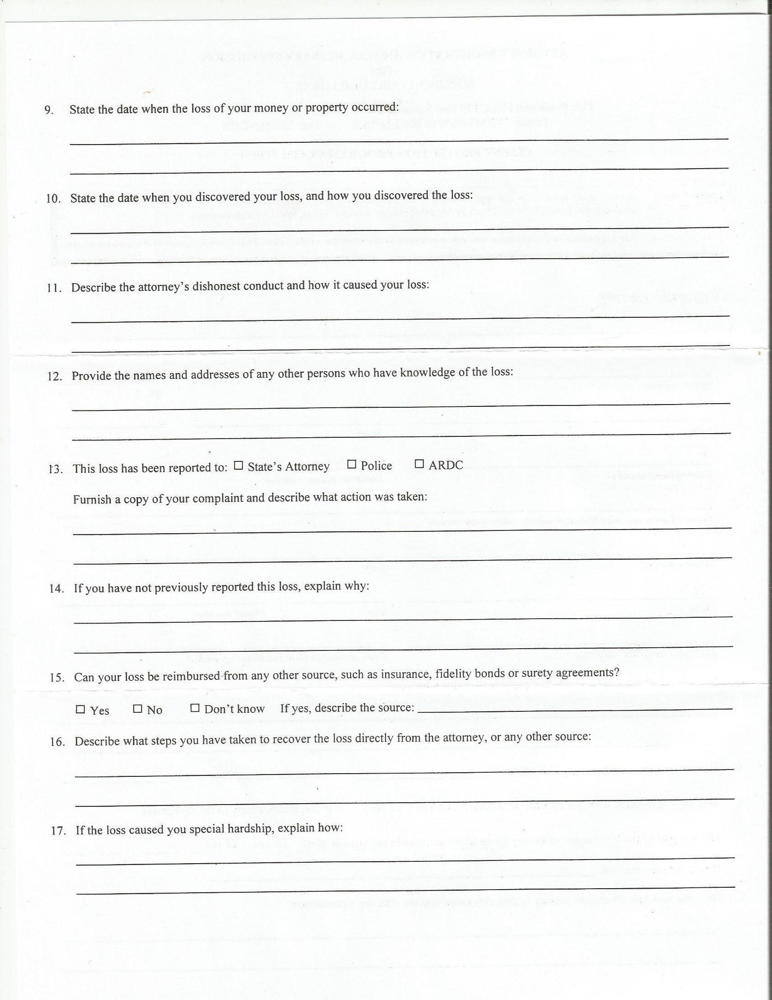 9. State the date when the loss of your money or property occurred:
10. State the date when you discovered your loss, and how you discovered the loss:
11. Describe the attorney's dishonest conduct and how it caused your loss:
12. Provide the names and addresses of any other persons who have knowledge of the loss:
13. This loss has been reported to: ☐ State's Attorney ☐ Police ☐ ARDC
Furnish a copy of your complaint and describe what action was taken:
14. If you have not previously reported this loss, explain why:
15. Can your loss be reimbursed from any other source, such as insurance, fidelity bonds or surety agreements?
☐ Yes ☐ No ☐ Don't know If yes, describe the source:
16. Describe what steps you have taken to recover the loss directly from the attorney, or any other source:
17. If the loss caused you special hardship, explain how: